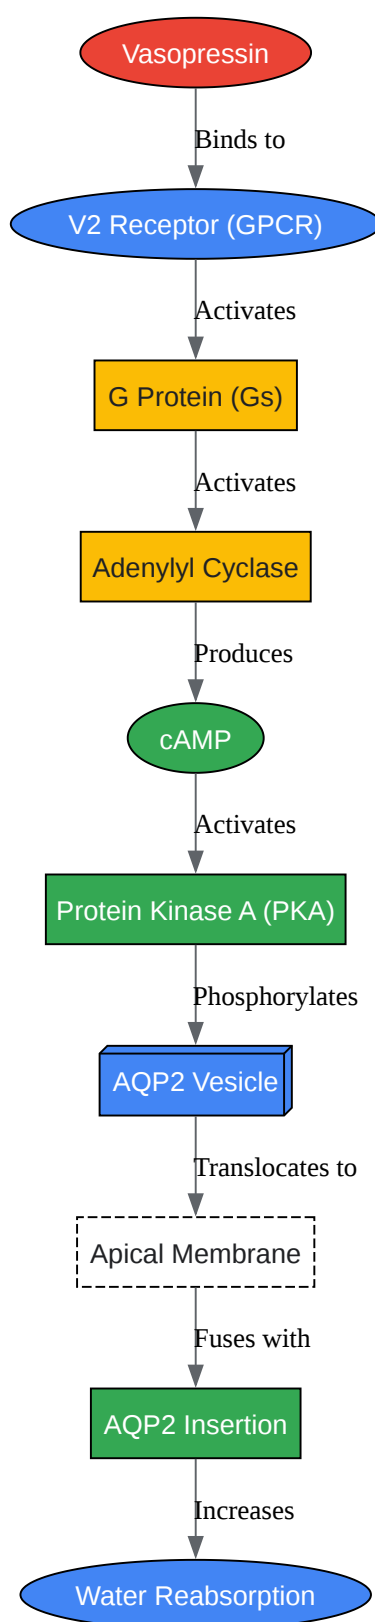 Vasopressin
Binds to
V2 Receptor (GPCR)
Activates
G Protein (Gs)
Activates
Adenylyl Cyclase
Produces
cAMP
Activates
Protein Kinase A (PKA)
Phosphorylates
AQP2 Vesicle
Translocates to
Apical Membrane
Fuses with
AQP2 Insertion
Increases
Water Reabsorption